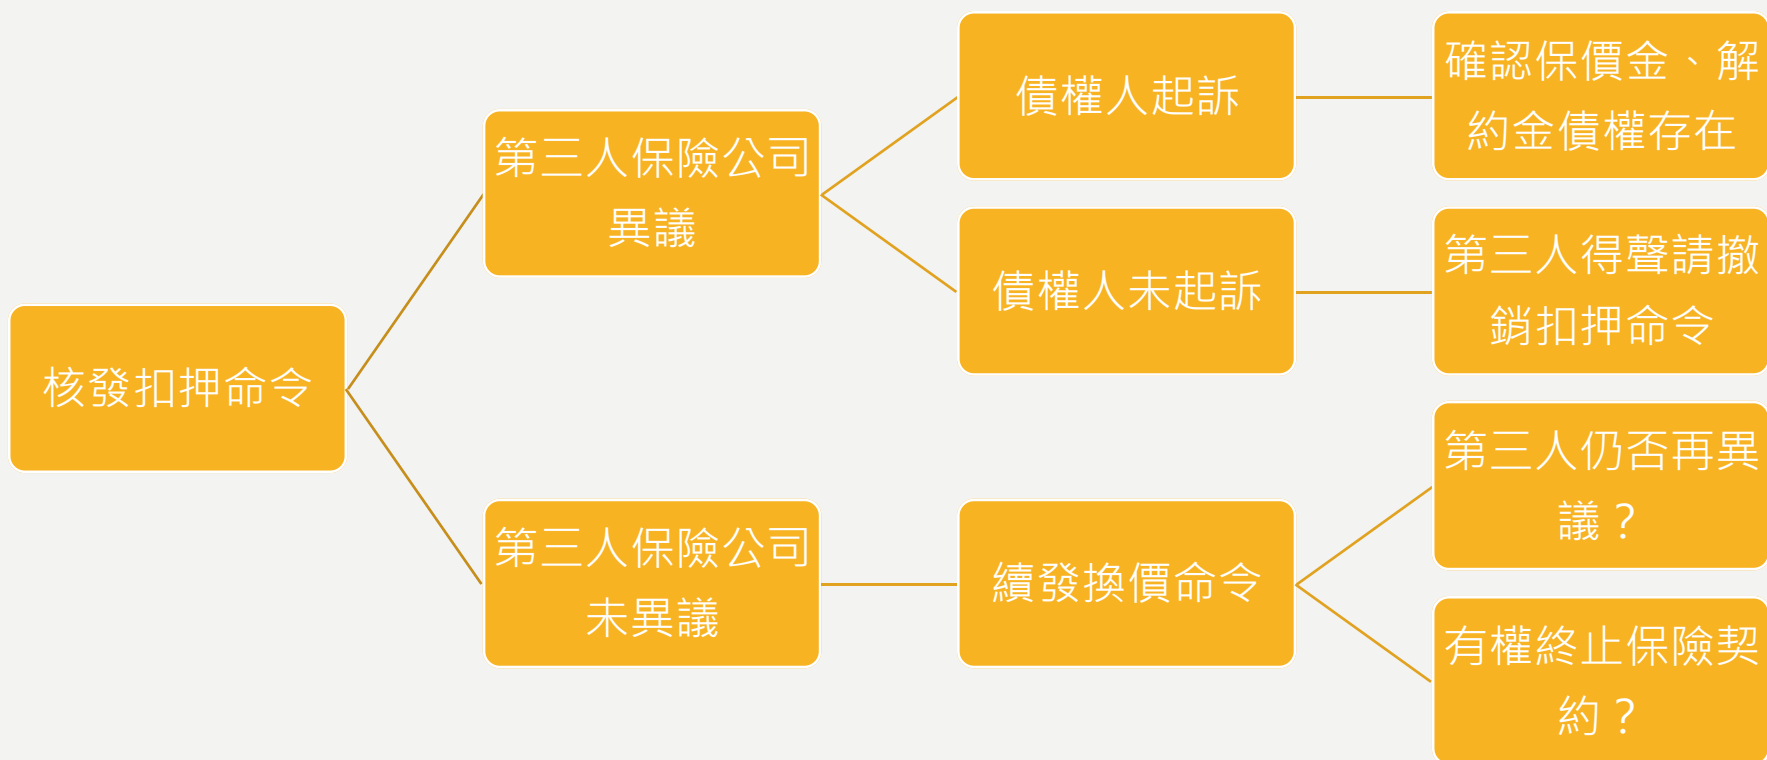 核發扣押命令
第三人保險公司
異議
債權人起訴
確認保價金、解
約金債權存在
債權人未起訴
第三人得聲請撤
銷扣押命令
第三人保險公司
未異議
續發換價命令
第三人仍否再異
議？
有權終止保險契
約？